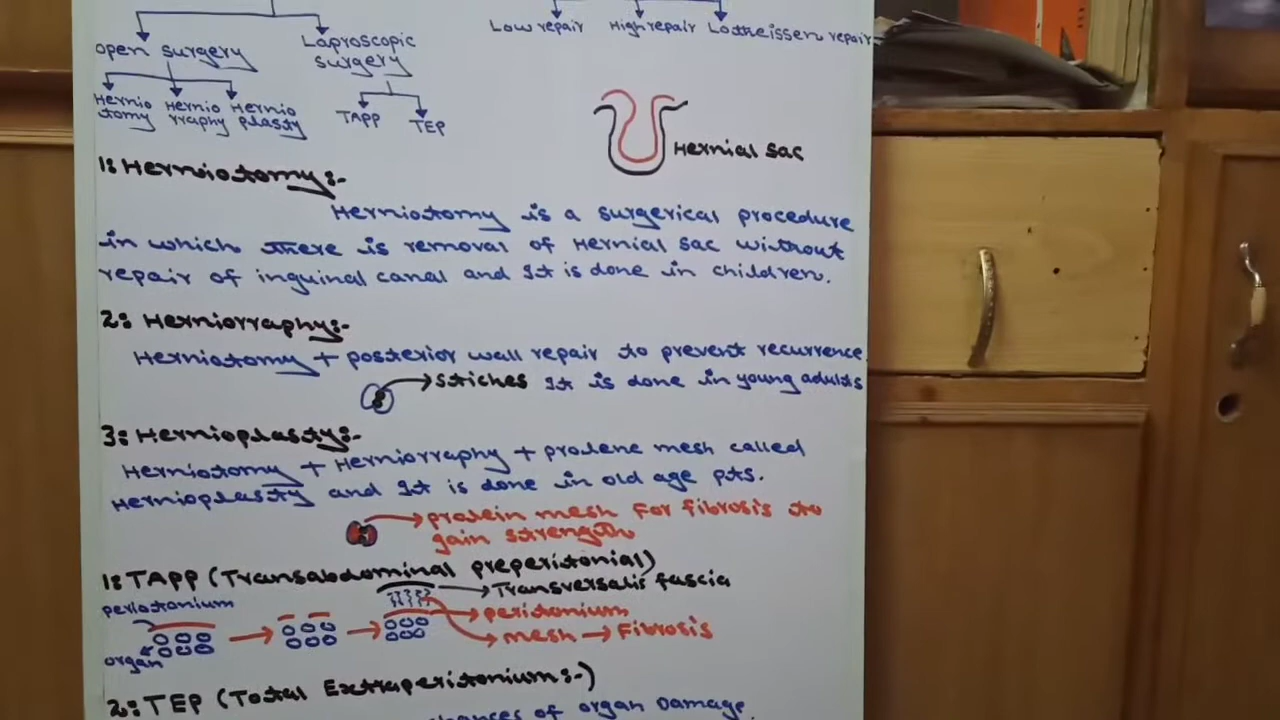 open surgery
Laproscopic surgery
Low repair High repair Lotheissen repair
Hernio tomy
Hernio rraphy
Hernio plasty
TAPP
TEP
Hernial sac
1: Herniotomy:-
Herniotomy is a surgerical procedure
in which there is removal of Hernial sac without
repair of inguinal canal and It is done in children.
2: Herniorraphy:-
Herniotomy + posterior wall repair to prevent recurrence
stiches It is done in young adults
3: Hernioplasty:-
Herniotomy + Herniorraphy + prolene mesh called
Hernioplasty and It is done in old age pts.
protein mesh for fibrosis to
gain strength
1: TAPP (Transabdominal preperitonial)
Transversalis fascia
periotonium
peritonium
mesh → Fibrosis
organ
2: TEP (Total Extraperitonium:-)
chances of organ Damage.